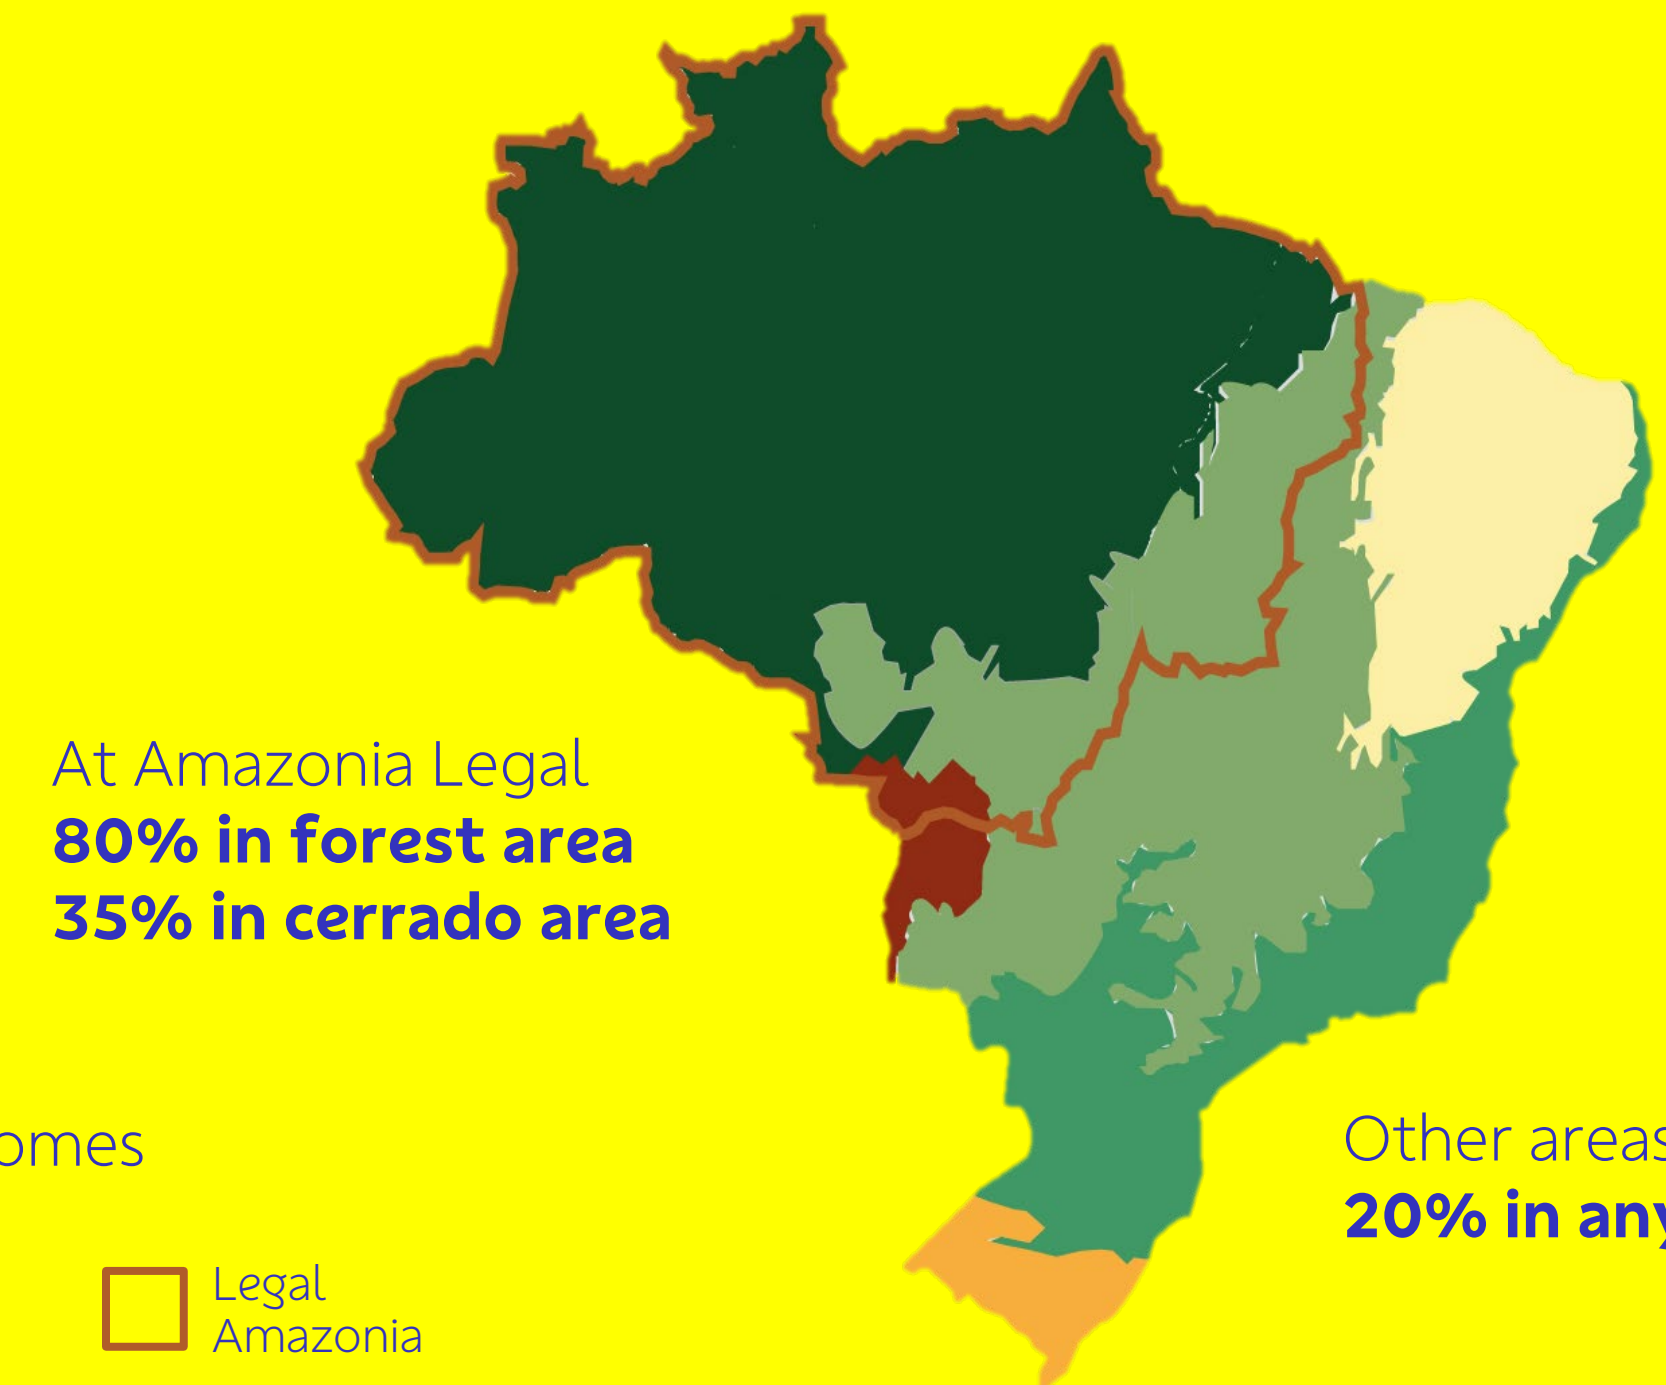 At Amazonia Legal
80% in forest area
35% in cerrado area
omes
Other areas
20% in any
Legal
Amazonia